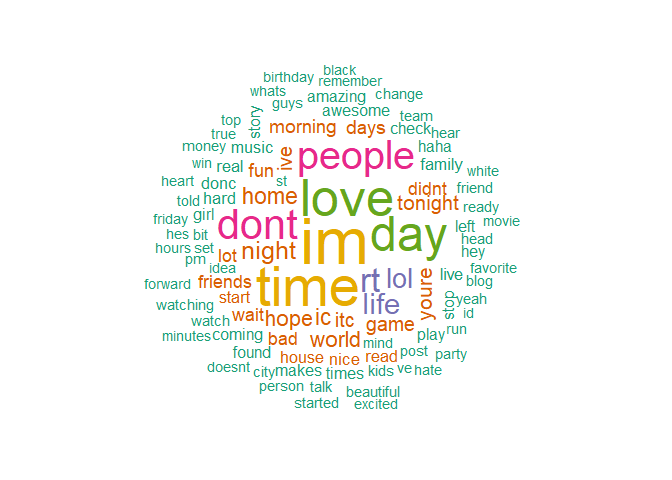 black
birthday remember
whats amazing change
guys awesome
top story morning days team
true check hear
money music ive people haha
win real fun family white
heart donc st love didnt friend
told hard home tonight ready
friday girl dont im day left movie
hes bit head
hours set lot night rt lol hey
pm idea life youre favorite
forward friends time live blog
start stop yeah
watching wait hope ic itc game id
watch run
minutes coming bad world mind play
found house nice read post party
doesnt city makes times kids ve hate
person talk beautiful
started excited